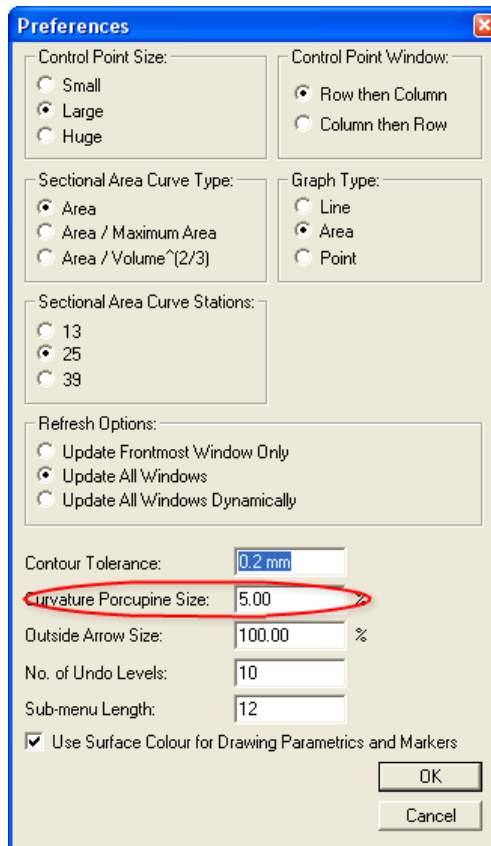 Preferences
Control Point Size:
Small
Large
Huge
Control Point Window:
Row then Column
Column then Row
Sectional Area Curve Type:
Area
Area / Maximum Area
Area / Volume^(2/3)
Graph Type:
Line
Area
Point
Sectional Area Curve Stations:
13
25
39
Refresh Options:
Update Frontmost Window Only
Update All Windows
Update All Windows Dynamically
Contour Tolerance: 0.2 mm
Curvature Porcupine Size: 5.00 %
Outside Arrow Size: 100.00 %
No. of Undo Levels: 10
Sub-menu Length: 12
Use Surface Colour for Drawing Parametrics and Markers
OK
Cancel